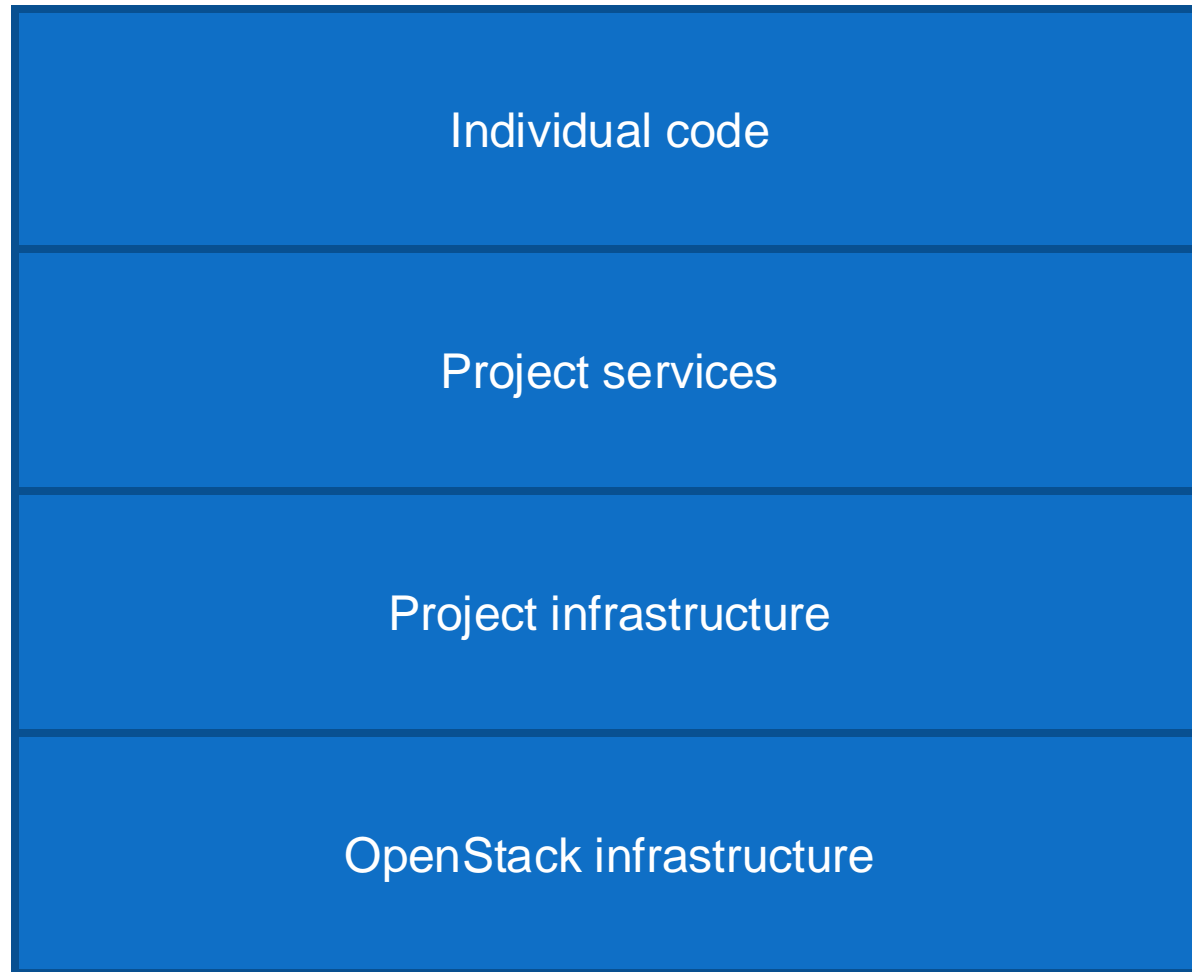 Individual code
Project services
Project infrastructure
OpenStack infrastructure